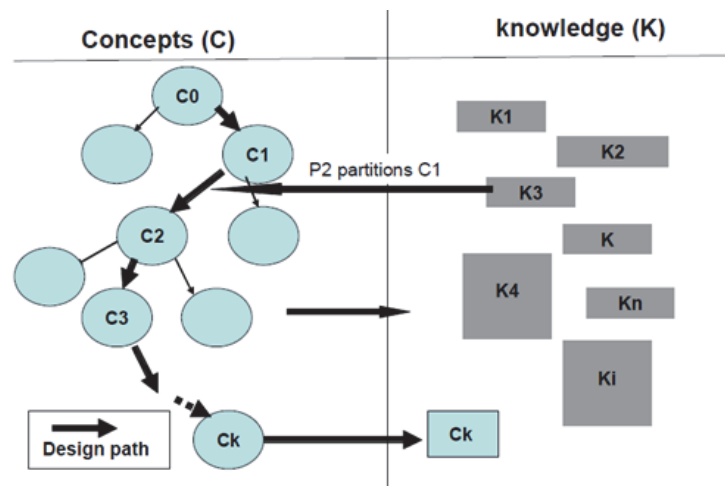 Concepts (C)
knowledge (K)
C0
K1
C1
K2
P2 partitions C1
K3
C2
K
K4
Kn
C3
Ki
Ck
Ck
Design path